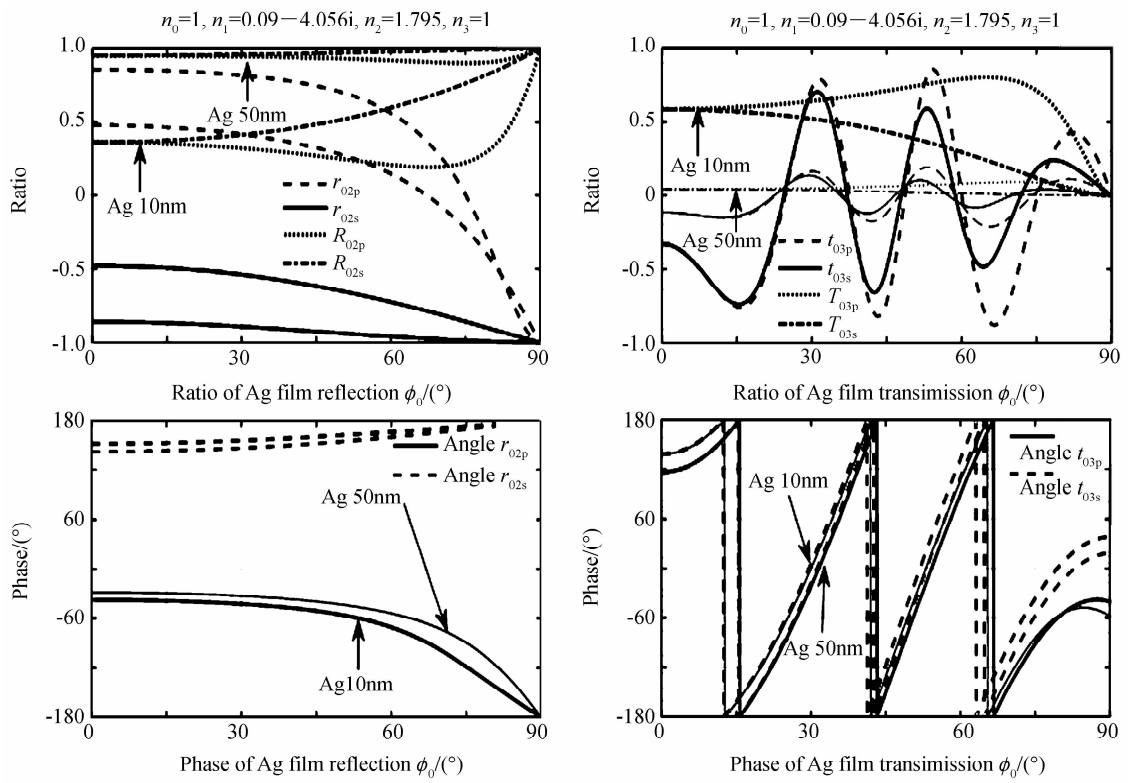 n₀=1, n₁=0.09−4.056i, n₂=1.795, n₃=1
1.0
0.5
0
-0.5
-1.0
Ratio
Ag 50nm
Ag 10nm
r₀₂ₚ
r₀₂ₛ
R₀₂ₚ
R₀₂ₛ
0
30
60
90
Ratio of Ag film reflection ϕ₀/(°)
n₀=1, n₁=0.09−4.056i, n₂=1.795, n₃=1
1.0
0.5
0
-0.5
-1.0
Ratio
Ag 10nm
Ag 50nm
t₀₃ₚ
t₀₃ₛ
T₀₃ₚ
T₀₃ₛ
0
30
60
90
Ratio of Ag film transimission ϕ₀/(°)
180
60
-60
-180
Phase/(°)
Angle r₀₂ₚ
Angle r₀₂ₛ
Ag 50nm
Ag10nm
0
30
60
90
Phase of Ag film reflection ϕ₀/(°)
180
60
-60
-180
Phase/(°)
Angle t₀₃ₚ
Angle t₀₃ₛ
Ag 10nm
Ag 50nm
0
30
60
90
Phase of Ag film transimission ϕ₀/(°)